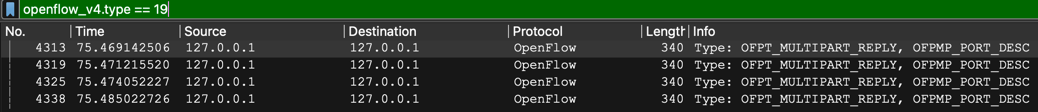 openflow_v4.type == 19
No. Time Source Destination Protocol Length Info
4313 75.469142506 127.0.0.1 127.0.0.1 OpenFlow 340 Type: OFPT_MULTIPART_REPLY, OFPMP_PORT_DESC
4319 75.471215520 127.0.0.1 127.0.0.1 OpenFlow 340 Type: OFPT_MULTIPART_REPLY, OFPMP_PORT_DESC
4325 75.474052227 127.0.0.1 127.0.0.1 OpenFlow 340 Type: OFPT_MULTIPART_REPLY, OFPMP_PORT_DESC
4338 75.485022726 127.0.0.1 127.0.0.1 OpenFlow 340 Type: OFPT_MULTIPART_REPLY, OFPMP_PORT_DESC